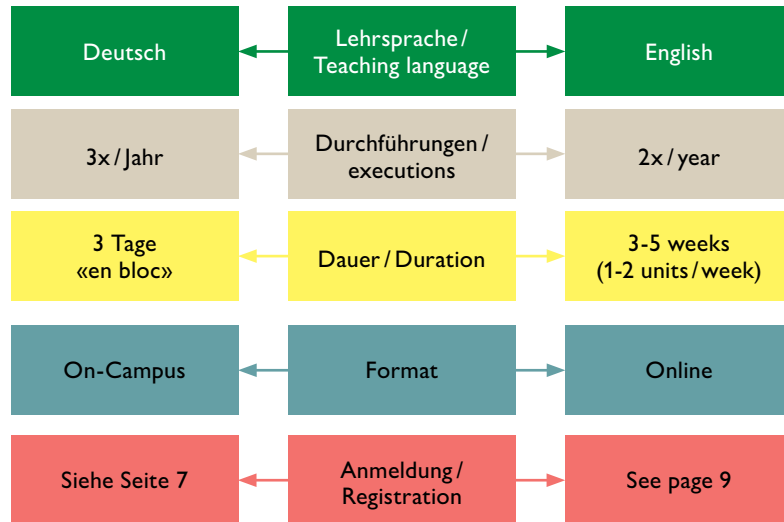 Deutsch
Lehrsprache /
Teaching language
English
3x / Jahr
Durchführungen /
executions
2x / year
3 Tage
«en bloc»
Dauer / Duration
3-5 weeks
(1-2 units / week)
On-Campus
Format
Online
Siehe Seite 7
Anmeldung /
Registration
See page 9